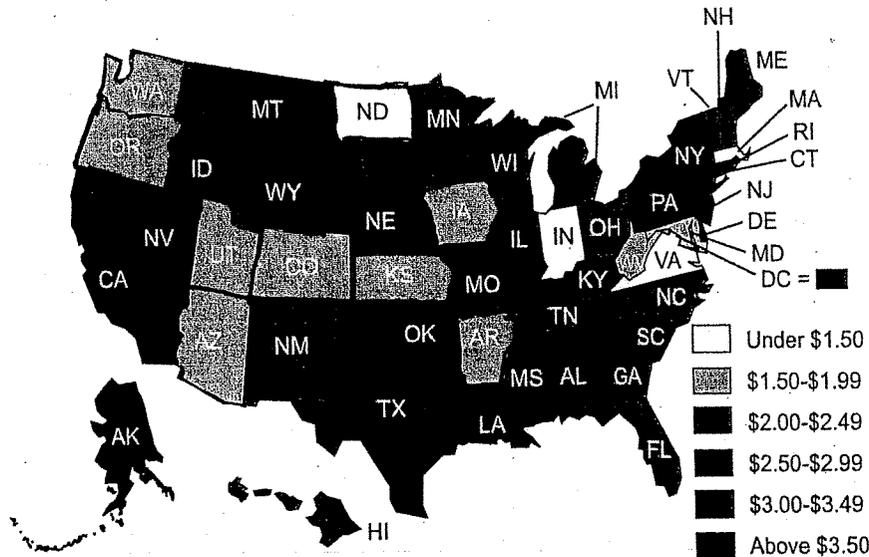 NH
ME
VT
MI
MA
WA
MT
ND
MN
RI
OR
NY
CT
ID
WI
WY
PA
NJ
IA
NE
OH
DE
NV
IL
IN
MD
UT
CO
VA
KS
CA
MO
KY
DC =
NC
TN
OK
AZ
NM
AR
SC
Under $1.50
MS
AL
GA
$1.50-$1.99
TX
LA
$2.00-$2.49
AK
FL
$2.50-$2.99
$3.00-$3.49
HI
Above $3.50